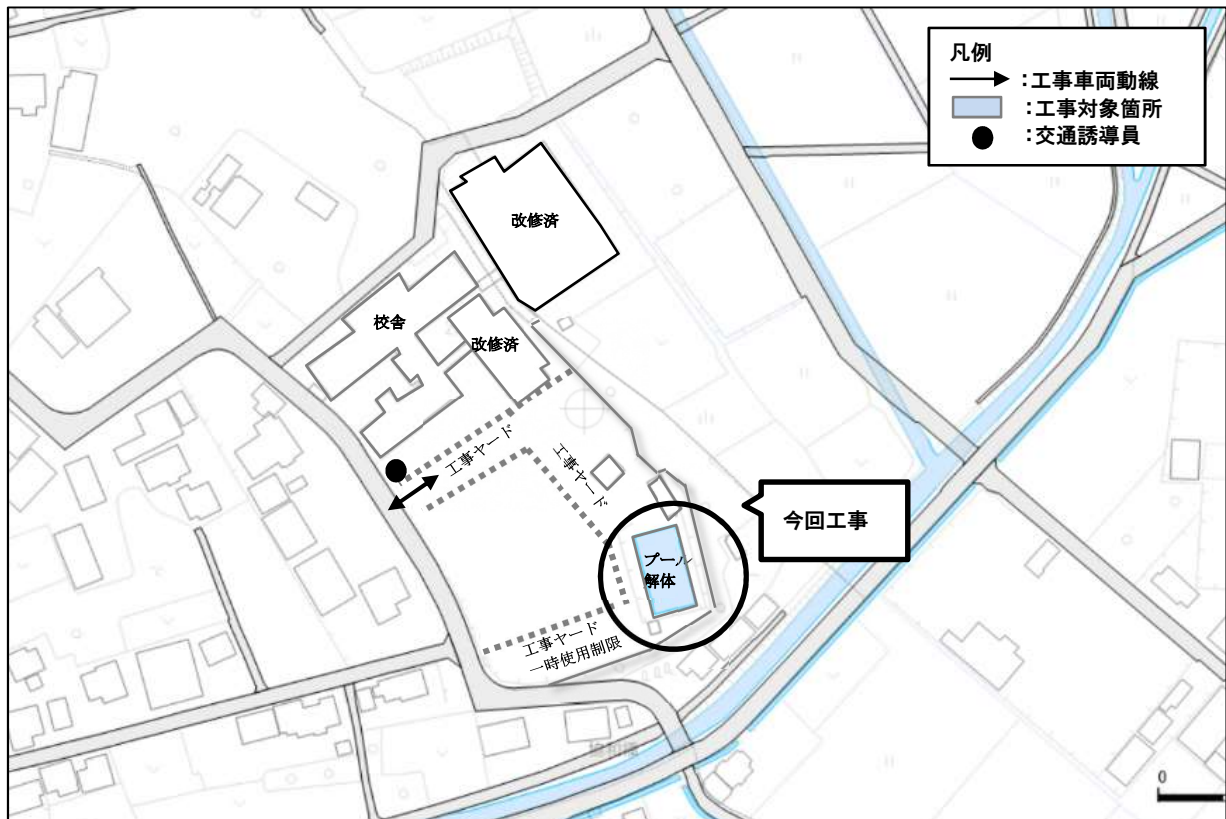 凡例
：工事車両動線
：工事対象箇所
：交通誘導員
改修済
校舎
改修済
工事ヤード
工事ヤード
今回工事
プール
解体
工事ヤード
一時使用制限
0